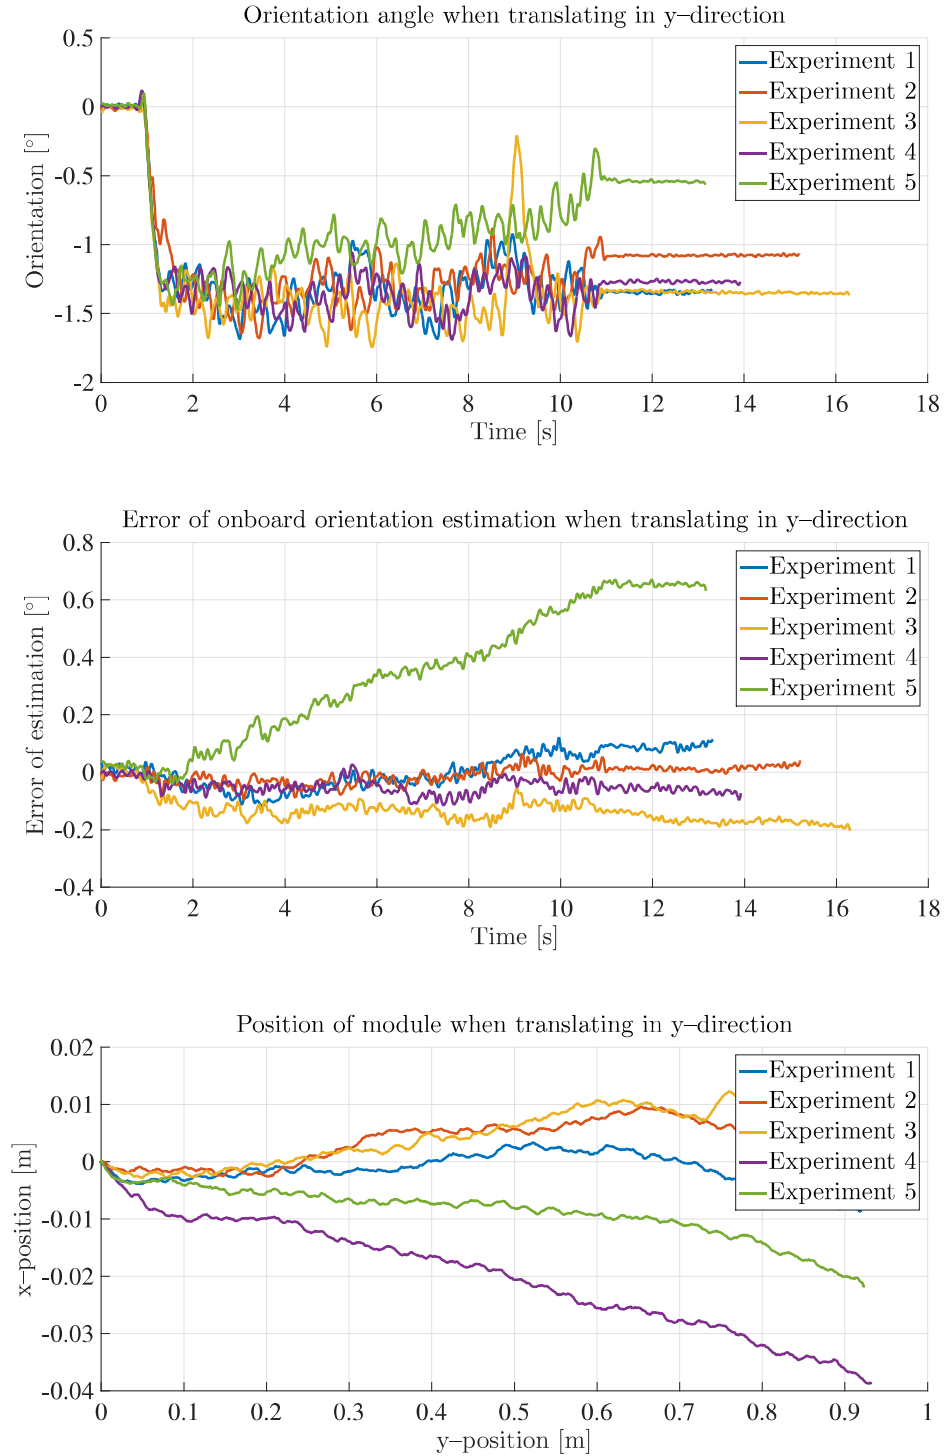 Orientation angle when translating in y–direction
0.5
0
-0.5
-1
-1.5
-2
Orientation [°]
Experiment 1
Experiment 2
Experiment 3
Experiment 4
Experiment 5
0 2 4 6 8 10 12 14 16 18
Time [s]
Error of onboard orientation estimation when translating in y–direction
0.8
0.6
0.4
0.2
0
-0.2
-0.4
Error of estimation [°]
Experiment 1
Experiment 2
Experiment 3
Experiment 4
Experiment 5
0 2 4 6 8 10 12 14 16 18
Time [s]
Position of module when translating in y–direction
0.02
0.01
0
-0.01
-0.02
-0.03
-0.04
x–position [m]
Experiment 1
Experiment 2
Experiment 3
Experiment 4
Experiment 5
0 0.1 0.2 0.3 0.4 0.5 0.6 0.7 0.8 0.9 1
y–position [m]